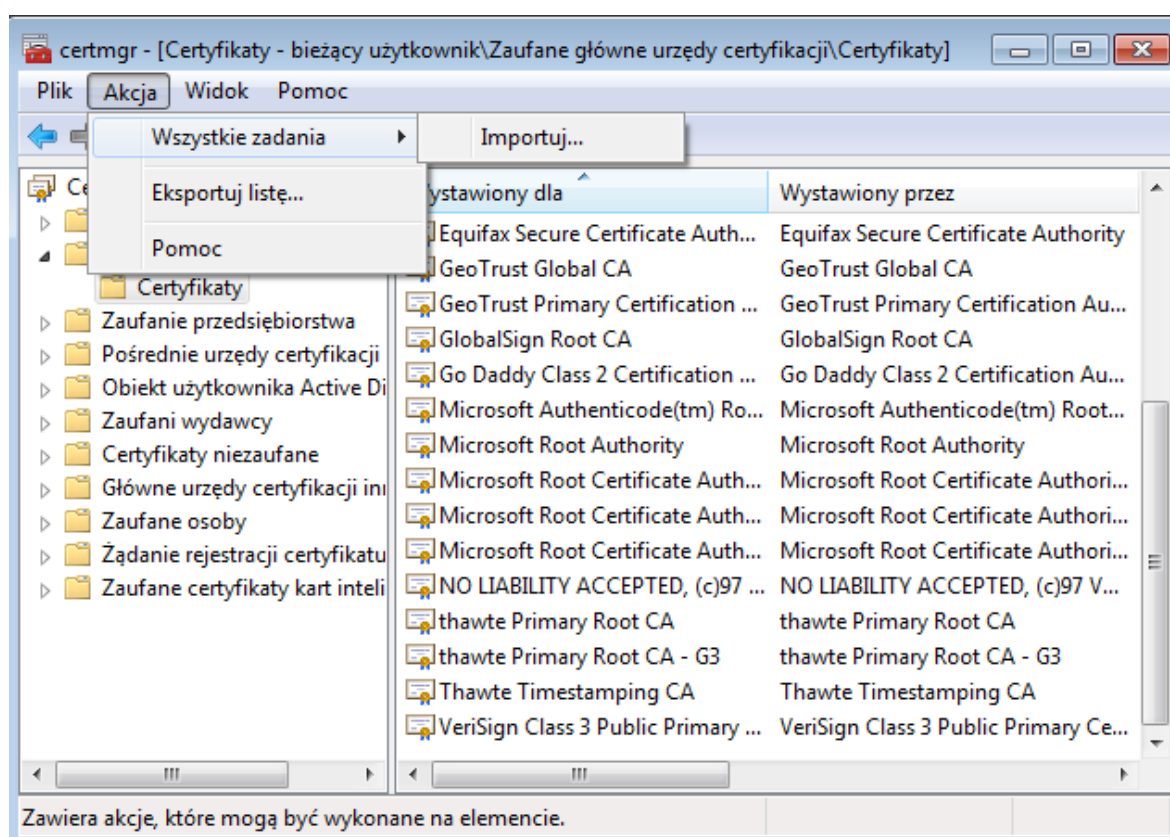 certmgr - [Certyfikaty - bieżący użytkownik\Zaufane główne urzędy certyfikacji\Certyfikaty]
Plik Akcja Widok Pomoc
Wszystkie zadania Importuj...
Eksportuj listę...
Pomoc
Ce
Certyfikaty
Zaufanie przedsiębiorstwa
Pośrednie urzędy certyfikacji
Obiekt użytkownika Active Di
Zaufani wydawcy
Certyfikaty niezaufane
Główne urzędy certyfikacji inn
Zaufane osoby
Żądanie rejestracji certyfikatu
Zaufane certyfikaty kart inteli
ystawiony dla Wystawiony przez
Equifax Secure Certificate Auth... Equifax Secure Certificate Authority
GeoTrust Global CA GeoTrust Global CA
GeoTrust Primary Certification ... GeoTrust Primary Certification Au...
GlobalSign Root CA GlobalSign Root CA
Go Daddy Class 2 Certification ... Go Daddy Class 2 Certification Au...
Microsoft Authenticode(tm) Ro... Microsoft Authenticode(tm) Root...
Microsoft Root Authority Microsoft Root Authority
Microsoft Root Certificate Auth... Microsoft Root Certificate Authori...
Microsoft Root Certificate Auth... Microsoft Root Certificate Authori...
Microsoft Root Certificate Auth... Microsoft Root Certificate Authori...
NO LIABILITY ACCEPTED, (c)97 ... NO LIABILITY ACCEPTED, (c)97 V...
thawte Primary Root CA thawte Primary Root CA
thawte Primary Root CA - G3 thawte Primary Root CA - G3
Thawte Timestamping CA Thawte Timestamping CA
VeriSign Class 3 Public Primary ... VeriSign Class 3 Public Primary Ce...
Zawiera akcje, które mogą być wykonane na elemencie.